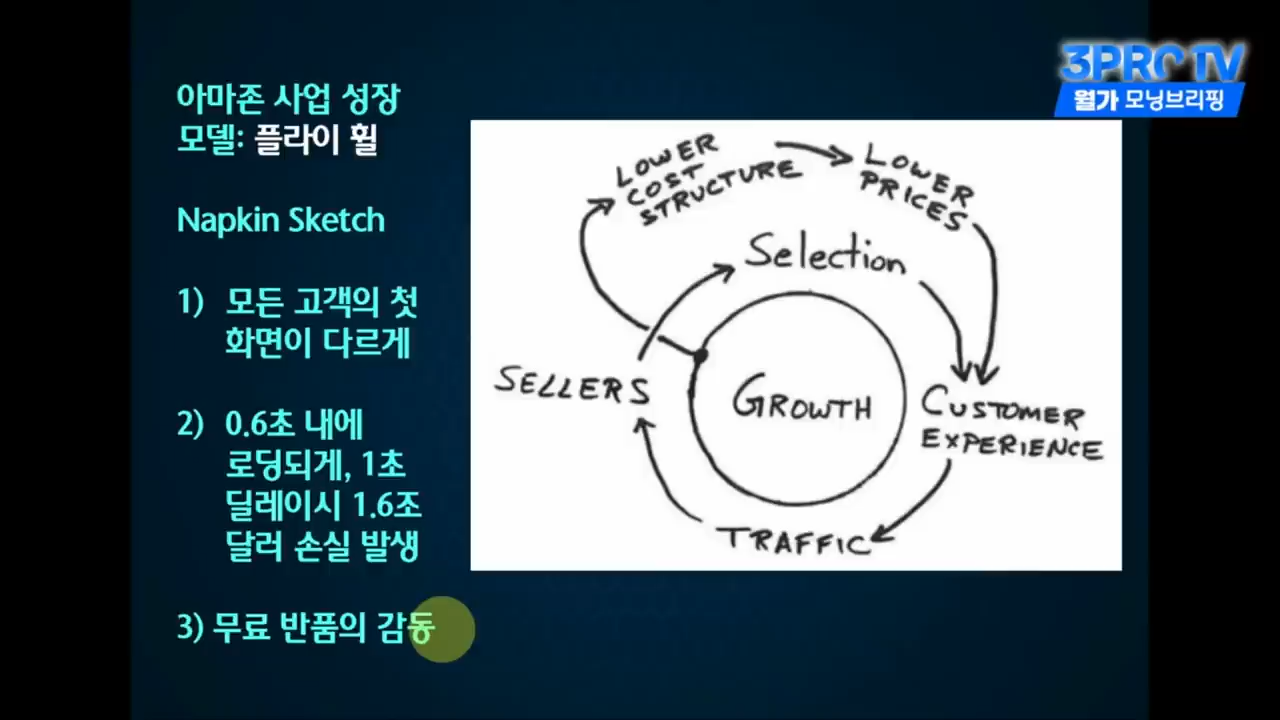 3PRO TV
월가 모닝브리핑
아마존 사업 성장
모델: 플라이 휠
Napkin Sketch
1) 모든 고객의 첫
화면이 다르게
2) 0.6초 내에
로딩되게, 1초
딜레이시 1.6조
달러 손실 발생
3) 무료 반품의 감동
LOWER
COST
STRUCTURE
LOWER
PRICES
Selection
SELLERS
GROWTH
CUSTOMER
EXPERIENCE
TRAFFIC